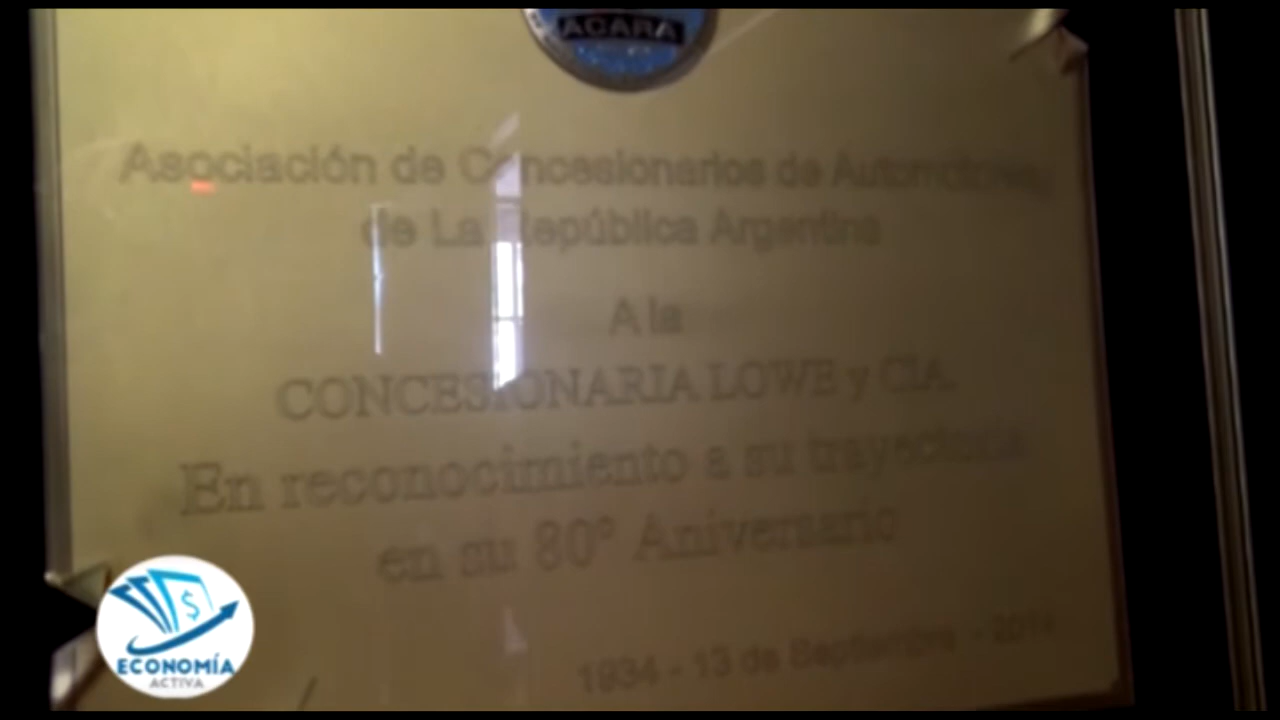 ACARA
Asociación de Concesionarios de Automotores
de La República Argentina
A la
CONCESIONARIA LOWE y CIA.
En reconocimiento a su trayectoria
en su 80º Aniversario
1934 - 13 de Septiembre - 2014
$
ECONOMÍA
ACTIVA